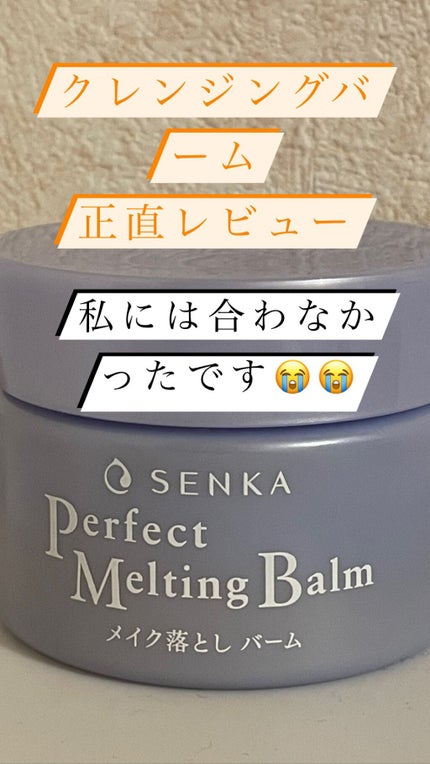 クレンジングバ
ーム
正直レビュー
私には合わなか
ったです😭😭
SENKA
Perfect
Melting Balm
メイク落とし バーム